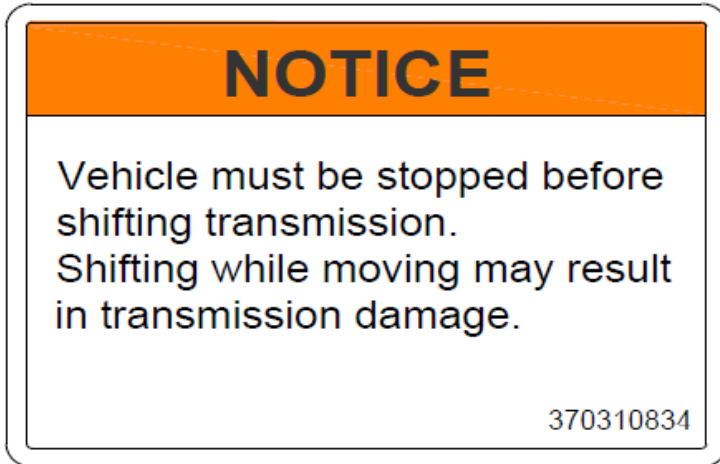 NOTICE
Vehicle must be stopped before
shifting transmission.
Shifting while moving may result
in transmission damage.
370310834